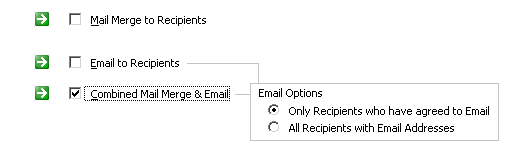 Mail Merge to Recipients
Email to Recipients
Combined Mail Merge & Email
Email Options
Only Recipients who have agreed to Email
All Recipients with Email Addresses